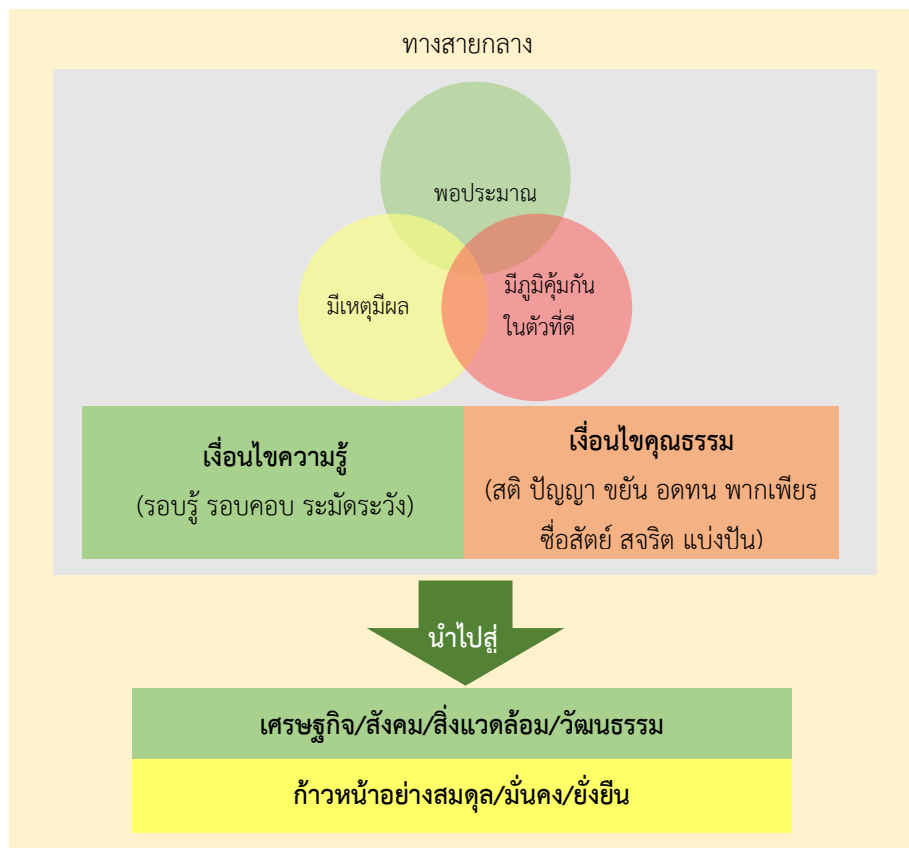 ทางสายกลาง
พอประมาณ
มีเหตุมีผล
มีภูมิคุ้มกัน
ในตัวที่ดี
เงื่อนไขความรู้
(รอบรู้ รอบคอบ ระมัดระวัง)
เงื่อนไขคุณธรรม
(สติ ปัญญา ขยัน อดทน พากเพียร
ซื่อสัตย์ สุจริต แบ่งปัน)
นำไปสู่
เศรษฐกิจ/สังคม/สิ่งแวดล้อม/วัฒนธรรม
ก้าวหน้าอย่างสมดุล/มั่นคง/ยั่งยืน